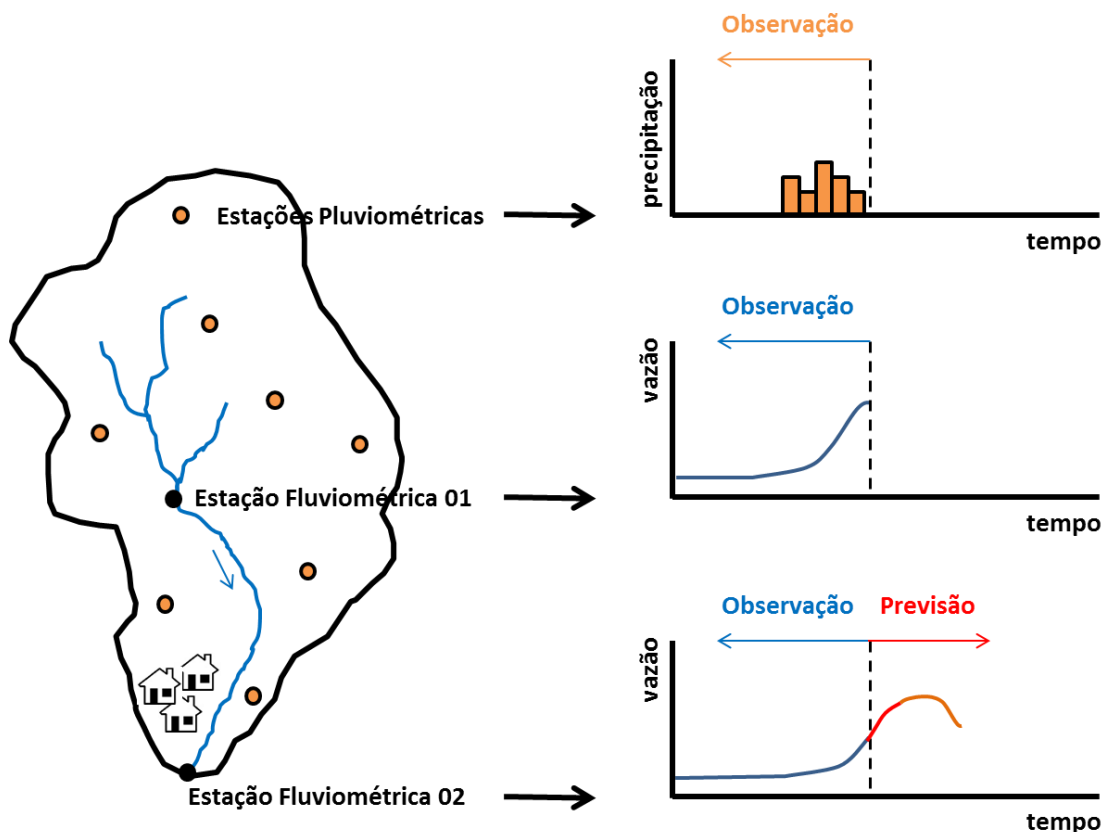 Observação
precipitação
Estações Pluviométricas
tempo
Observação
vazão
Estação Fluviométrica 01
tempo
Observação
Previsão
vazão
Estação Fluviométrica 02
tempo